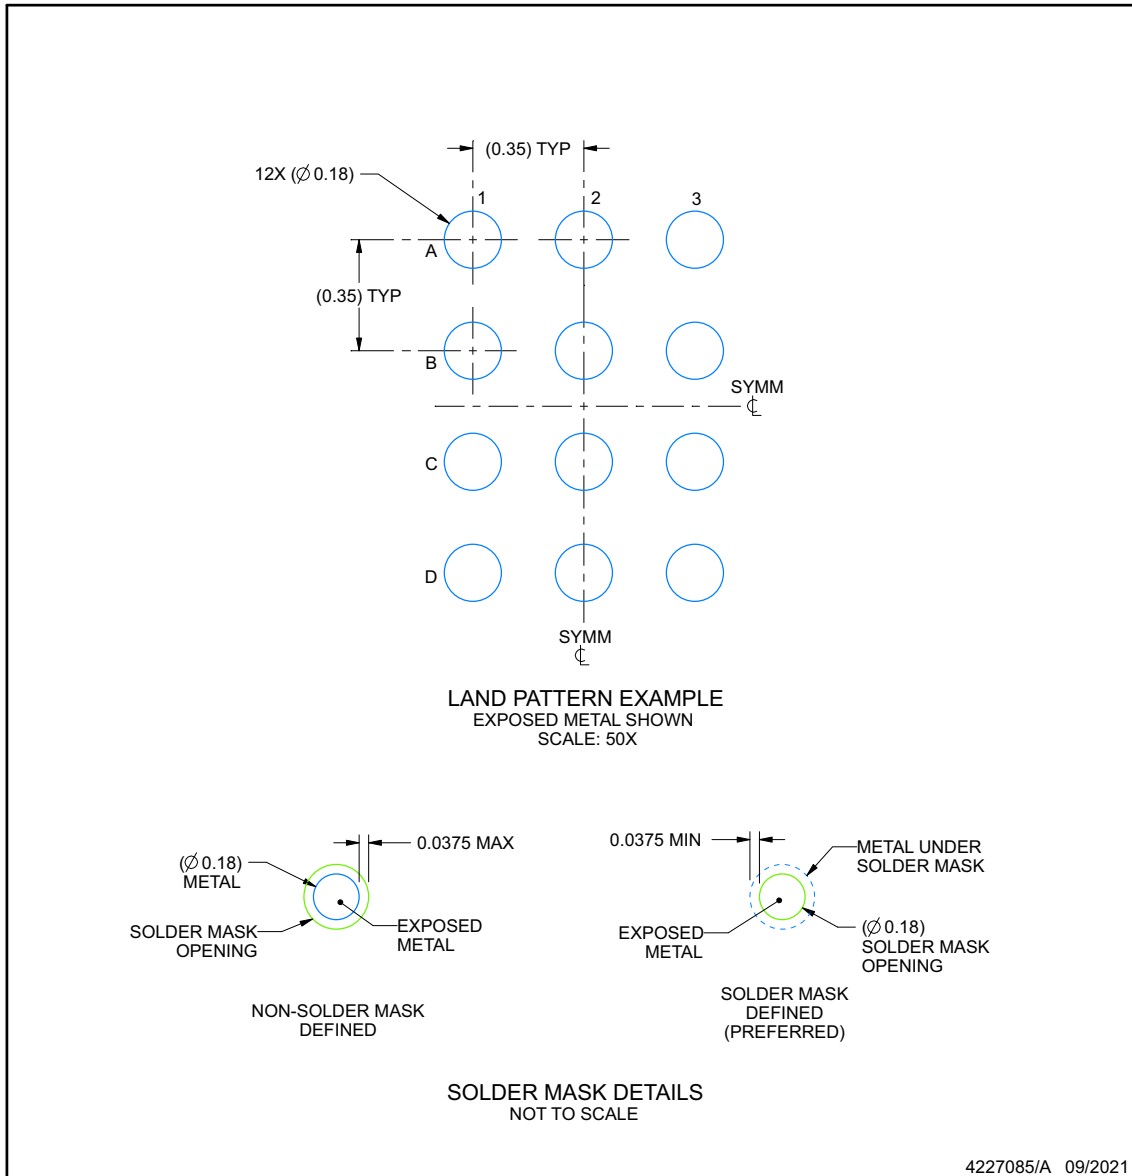 (0.35) TYP
12X (∅ 0.18)
1
2
3
A
(0.35) TYP
B
SYMM
C
D
SYMM
LAND PATTERN EXAMPLE
EXPOSED METAL SHOWN
SCALE: 50X
(∅ 0.18)
METAL
0.0375 MAX
SOLDER MASK
OPENING
EXPOSED
METAL
NON-SOLDER MASK
DEFINED
0.0375 MIN
METAL UNDER
SOLDER MASK
EXPOSED
METAL
(∅ 0.18)
SOLDER MASK
OPENING
SOLDER MASK
DEFINED
(PREFERRED)
SOLDER MASK DETAILS
NOT TO SCALE
4227085/A 09/2021